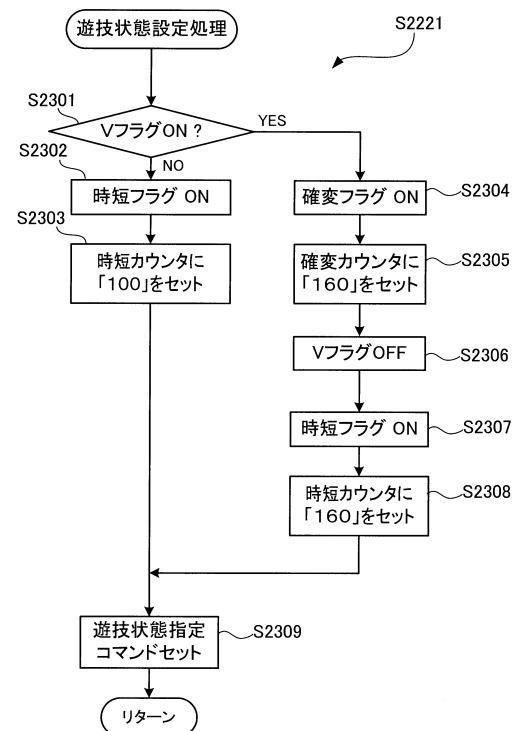 遊技状態設定処理
S2221
S2301
VフラグON?
YES
S2302
NO
時短フラグ ON
S2303
時短カウンタに
「100」をセット
確変フラグ ON
S2304
確変カウンタに
「160」をセット
S2305
VフラグOFF
S2306
時短フラグ ON
S2307
時短カウンタに
「160」をセット
S2308
遊技状態指定
コマンドセット
S2309
リターン